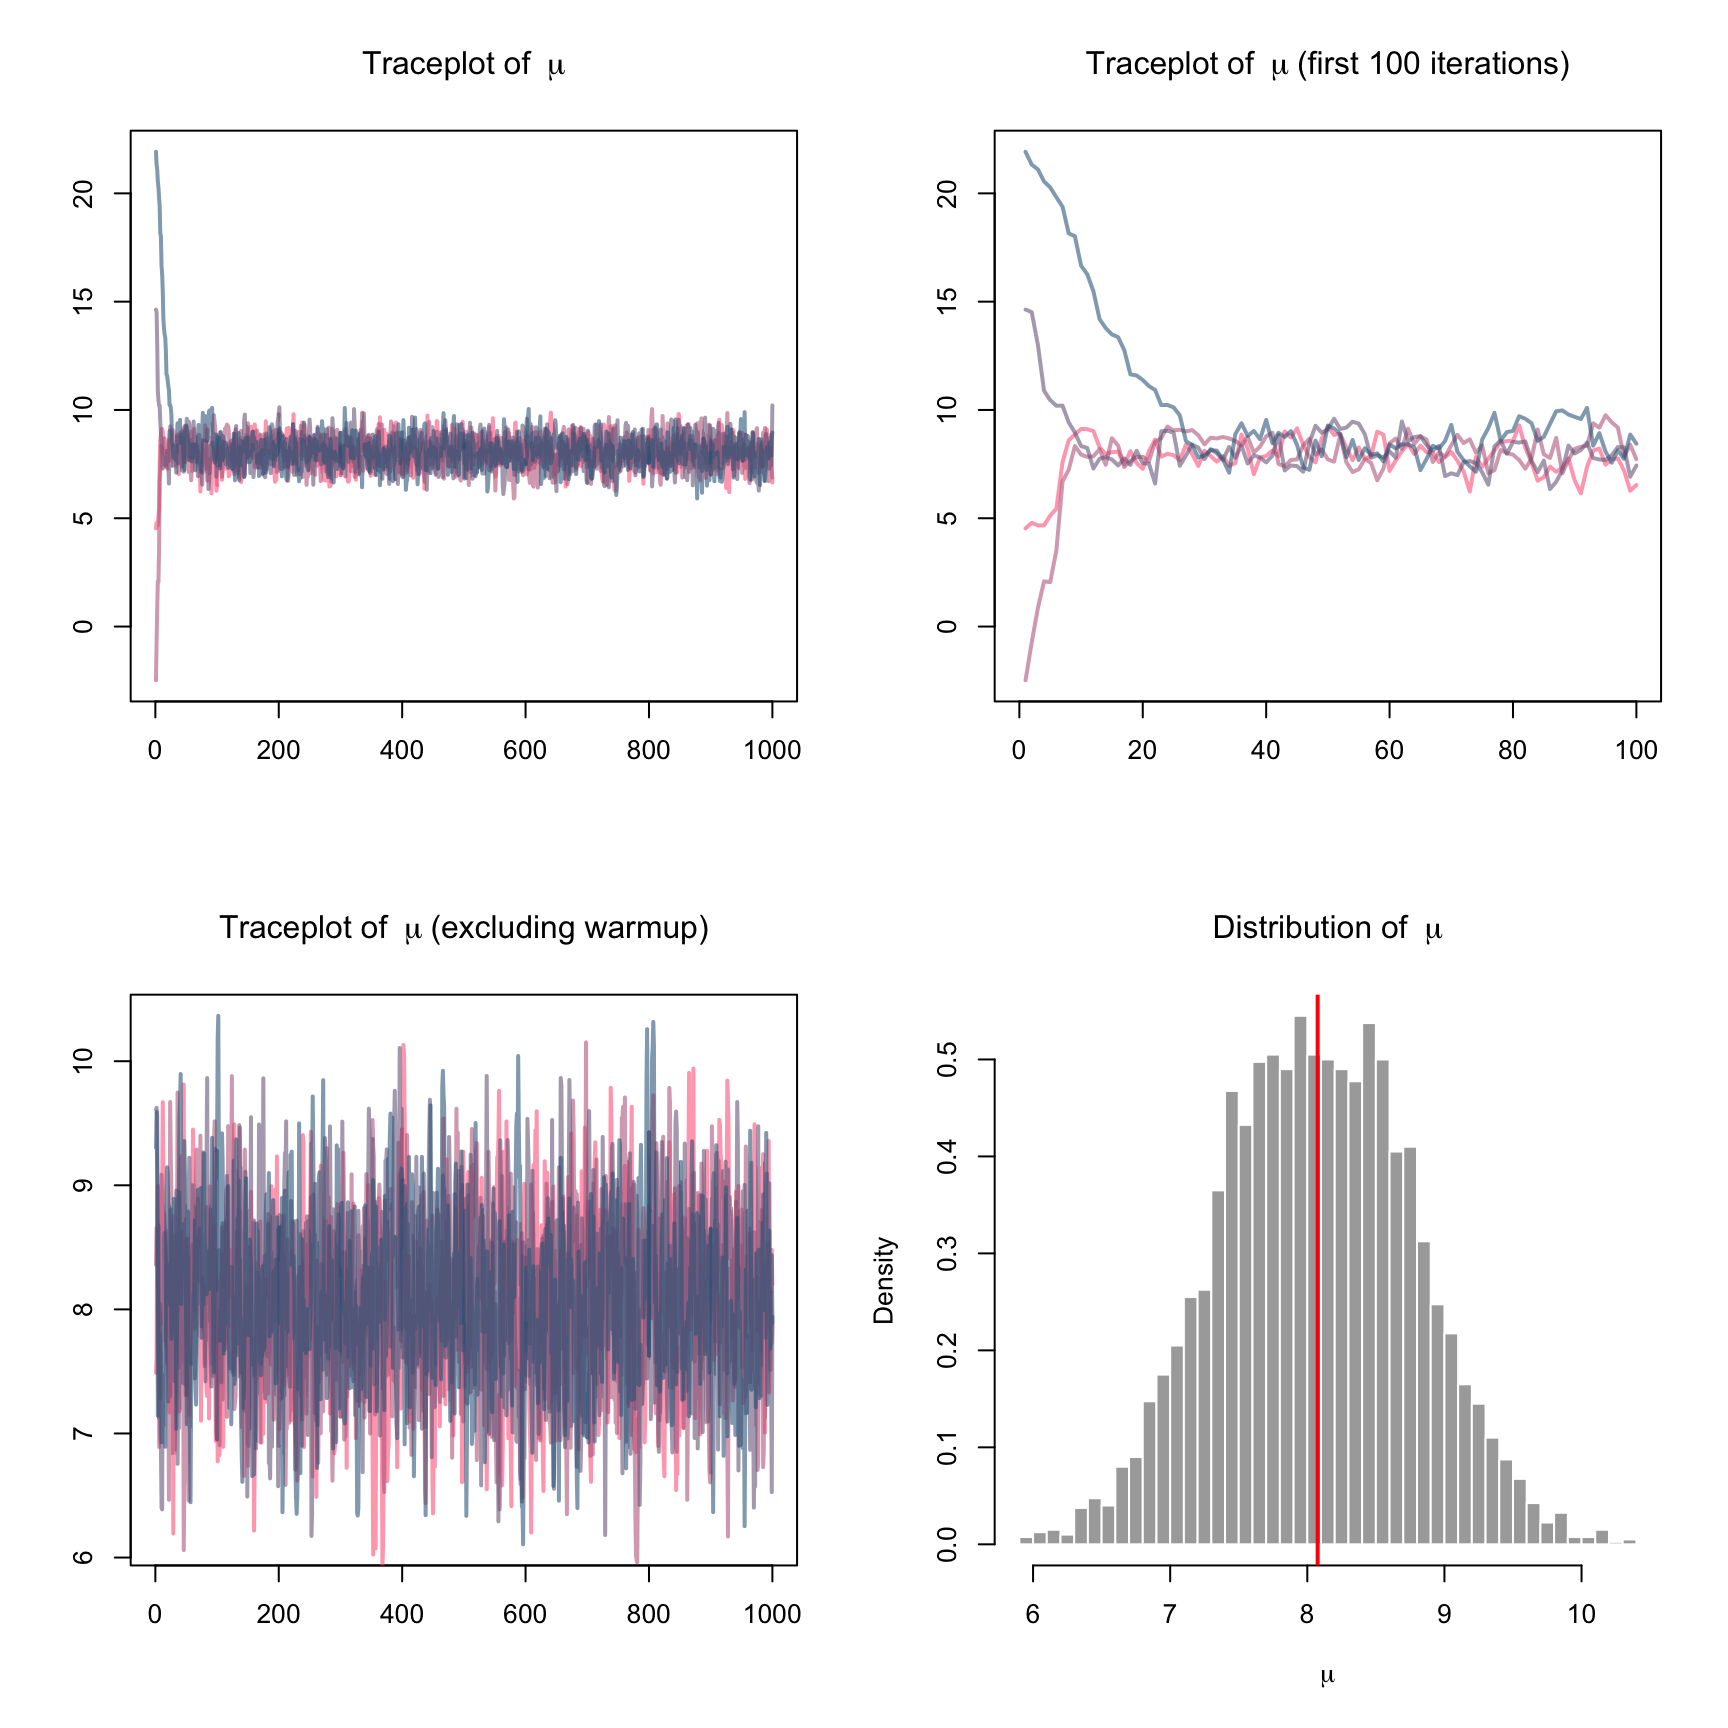 Traceplot of μ
20
15
10
5
0
0 200 400 600 800 1000
Traceplot of μ (first 100 iterations)
20
15
10
5
0
0 20 40 60 80 100
Traceplot of μ (excluding warmup)
10
9
8
7
6
0 200 400 600 800 1000
Distribution of μ
Density
0.5
0.4
0.3
0.2
0.1
0.0
6 7 8 9 10
μ